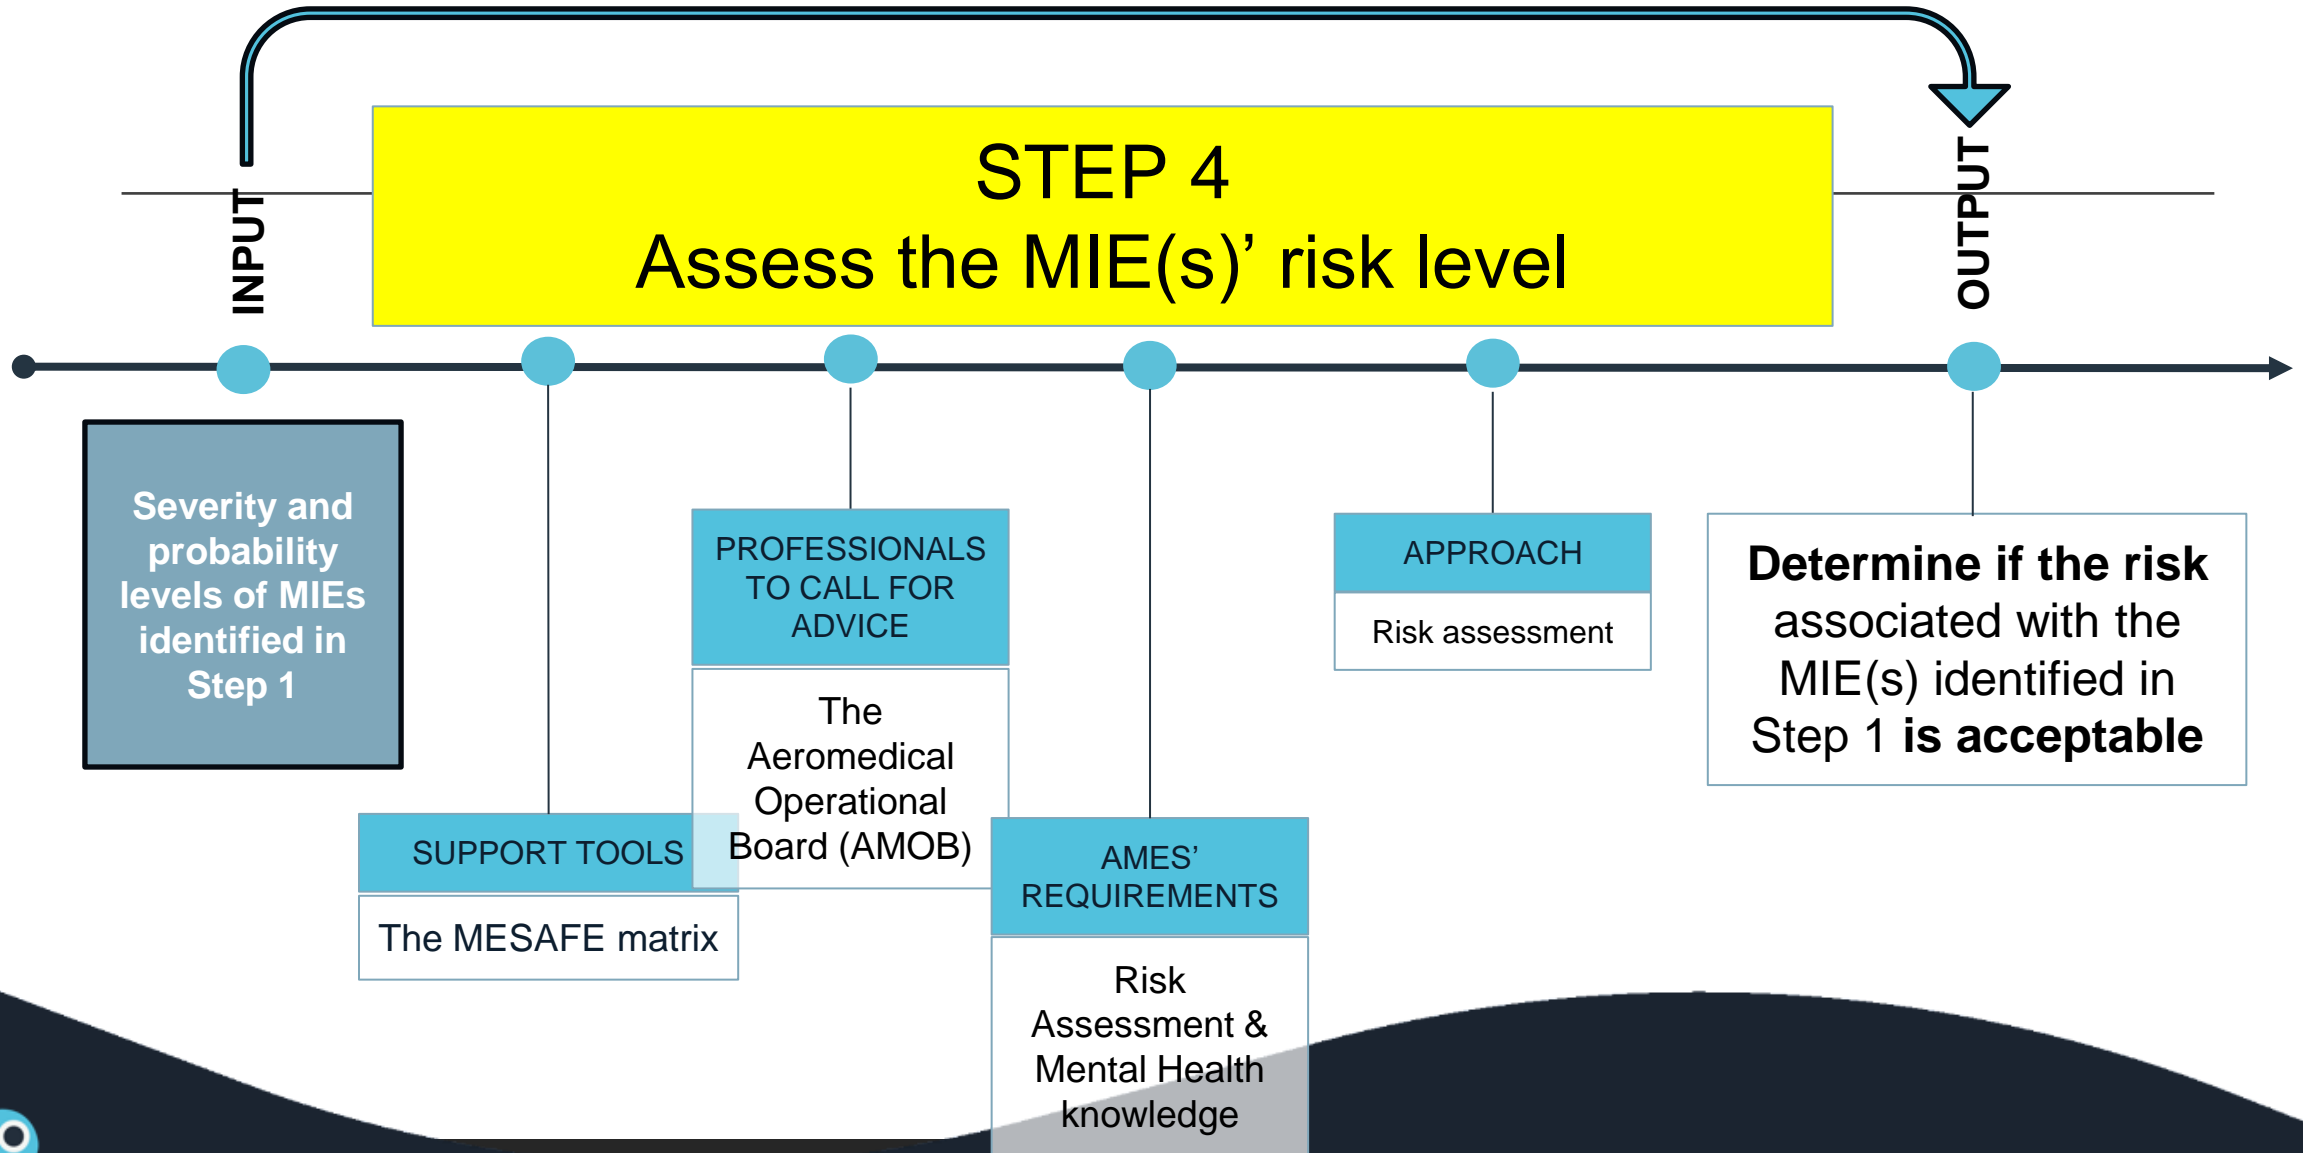 STEP 4
Assess the MIE(s)’ risk level
INPUT
OUTPUT
Severity and
probability
levels of MIEs
identified in
Step 1
SUPPORT TOOLS
The MESAFE matrix
PROFESSIONALS
TO CALL FOR
ADVICE
The
Aeromedical
Operational
Board (AMOB)
AMES’
REQUIREMENTS
Risk
Assessment &
Mental Health
knowledge
APPROACH
Risk assessment
Determine if the risk
associated with the
MIE(s) identified in
Step 1 is acceptable